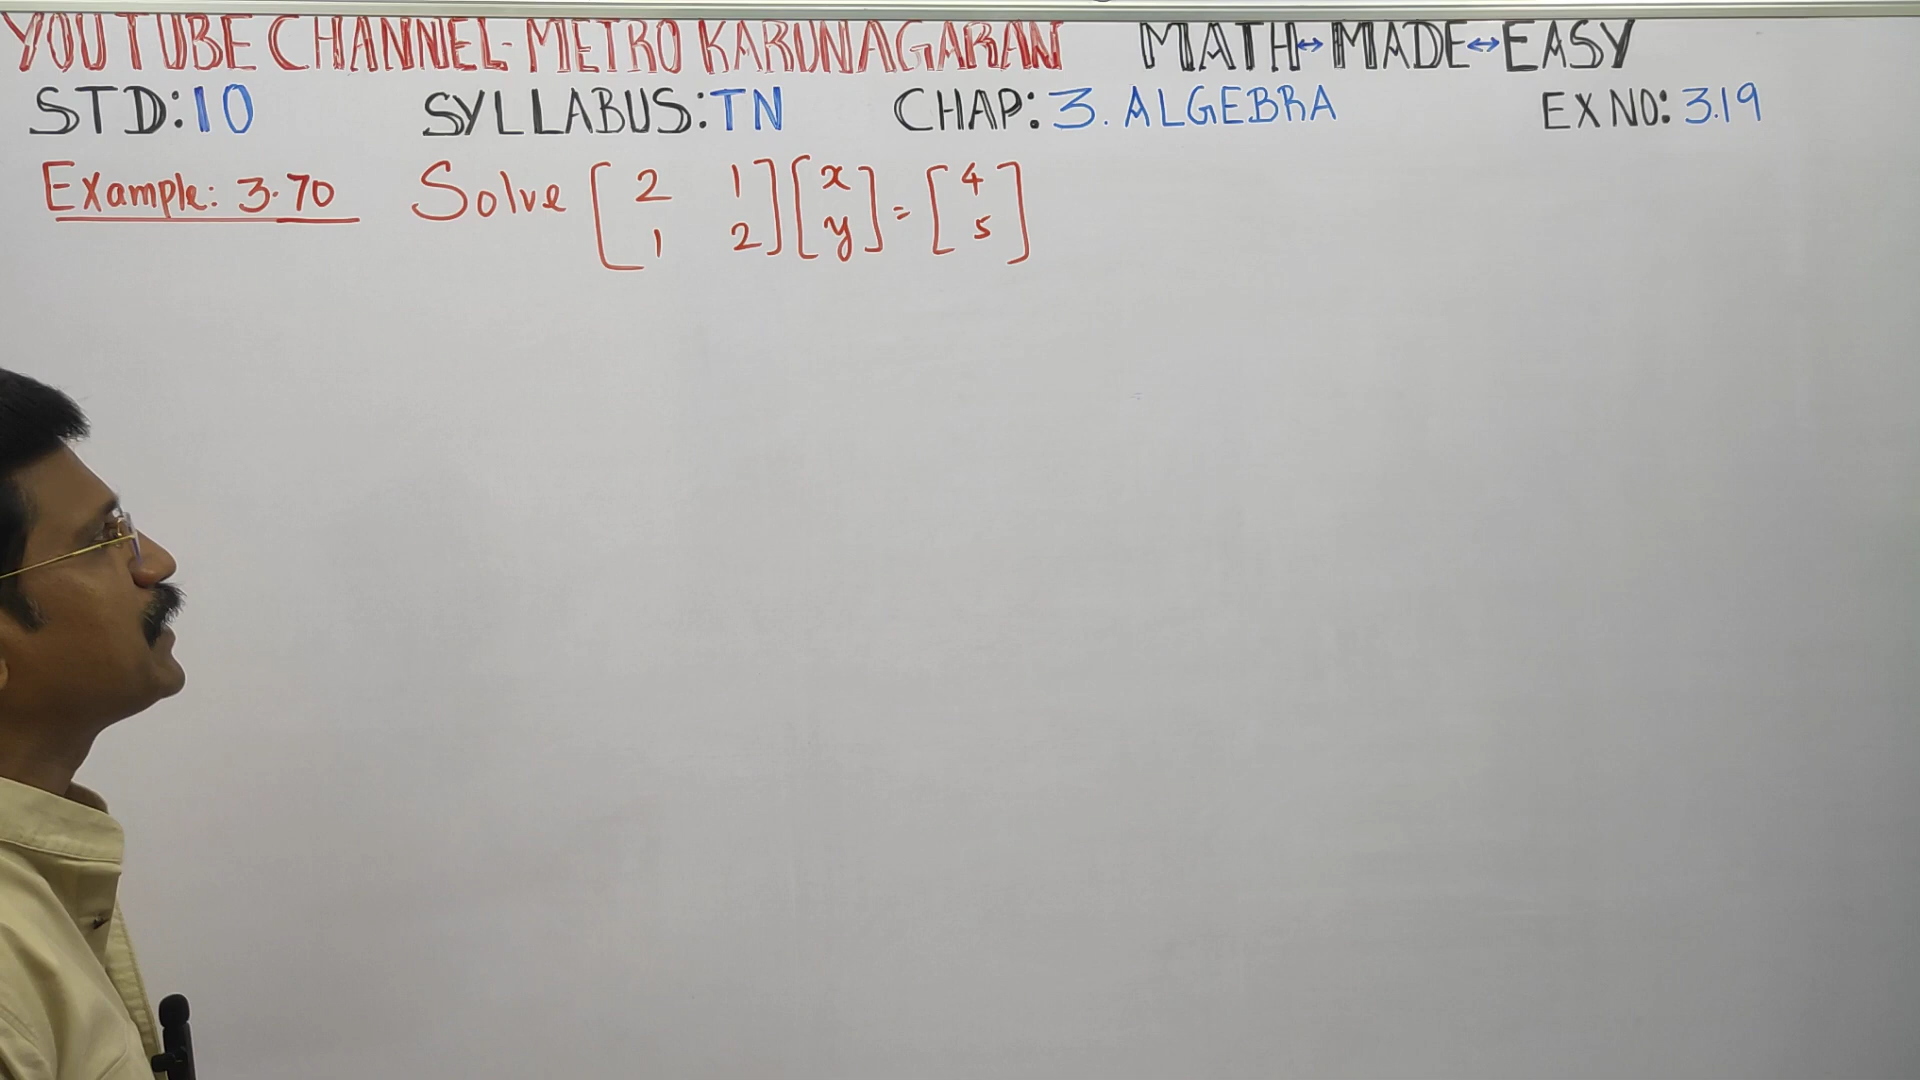 YOUTUBE CHANNEL-METRO KARUNAGARAN MATH↔MADE↔EASY
STD:10 SYLLABUS:TN CHAP:3. ALGEBRA EX NO: 3.19
Example: 3.70 Solve [2 1 [x = [4
1 2] y] 5]